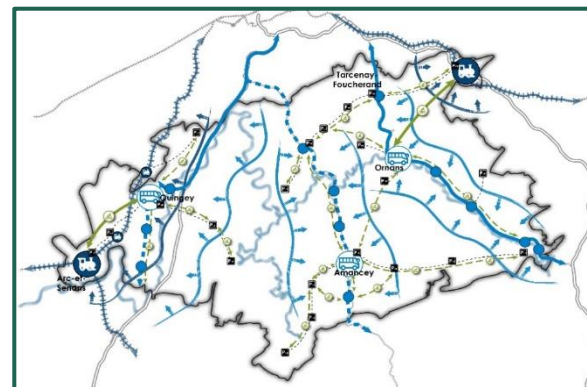 Tarcenay-
Foucherand
Ornans
Quingey
Amancey
Arc-et-
Senans